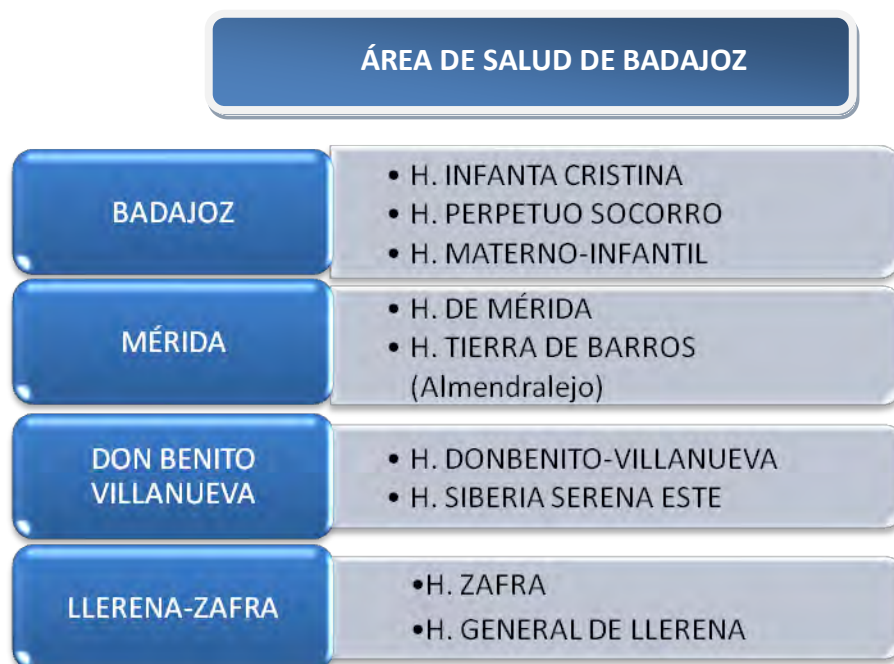 ÁREA DE SALUD DE BADAJOZ
BADAJOZ
• H. INFANTA CRISTINA
• H. PERPETUO SOCORRO
• H. MATERNO-INFANTIL
MÉRIDA
• H. DE MÉRIDA
• H. TIERRA DE BARROS
(Almendralejo)
DON BENITO
VILLANUEVA
• H. DONBENITO-VILLANUEVA
• H. SIBERIA SERENA ESTE
LLERENA-ZAFRA
•H. ZAFRA
•H. GENERAL DE LLERENA